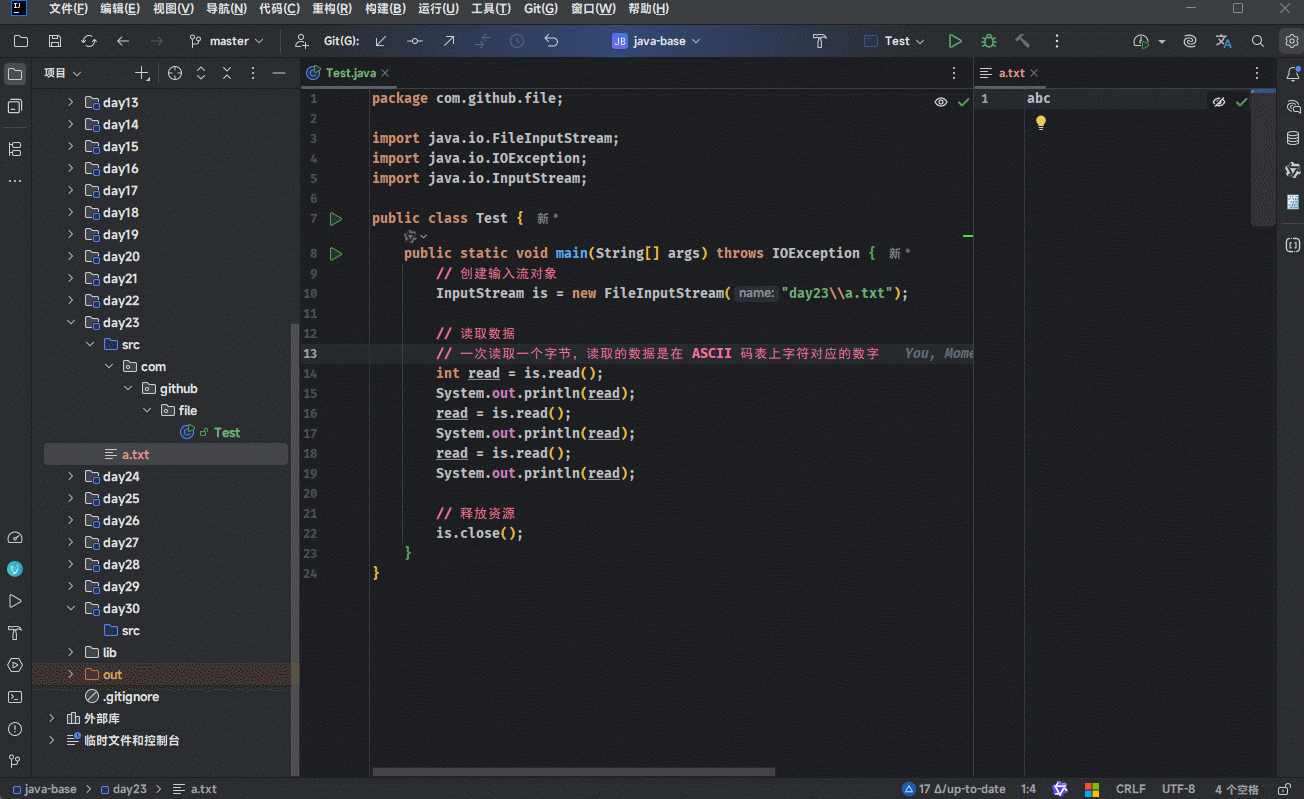 文件(F) 编辑(E) 视图(V) 导航(N) 代码(C) 重构(R) 构建(B) 运行(U) 工具(T) Git(G) 窗口(W) 帮助(H)
master Git(G): JB java-base Test
项目
day13
day14
day15
day16
day17
day18
day19
day20
day21
day22
day23
src
com
github
file
Test
a.txt
day24
day25
day26
day27
day28
day29
day30
src
lib
out
.gitignore
外部库
临时文件和控制台
Test.java
1 package com.github.file;
2
3 import java.io.FileInputStream;
4 import java.io.IOException;
5 import java.io.InputStream;
6
7 public class Test { 新 *
8 public static void main(String[] args) throws IOException { 新 *
9 // 创建输入流对象
10 InputStream is = new FileInputStream( name: "day23\\a.txt");
11
12 // 读取数据
13 // 一次读取一个字节，读取的数据是在 ASCII 码表上字符对应的数字 You, Mome
14 int read = is.read();
15 System.out.println(read);
16 read = is.read();
17 System.out.println(read);
18 read = is.read();
19 System.out.println(read);
20
21 // 释放资源
22 is.close();
23 }
24 }
a.txt
1 abc
java-base > day23 > a.txt
17 Δ/up-to-date 1:4 CRLF UTF-8 4 个空格